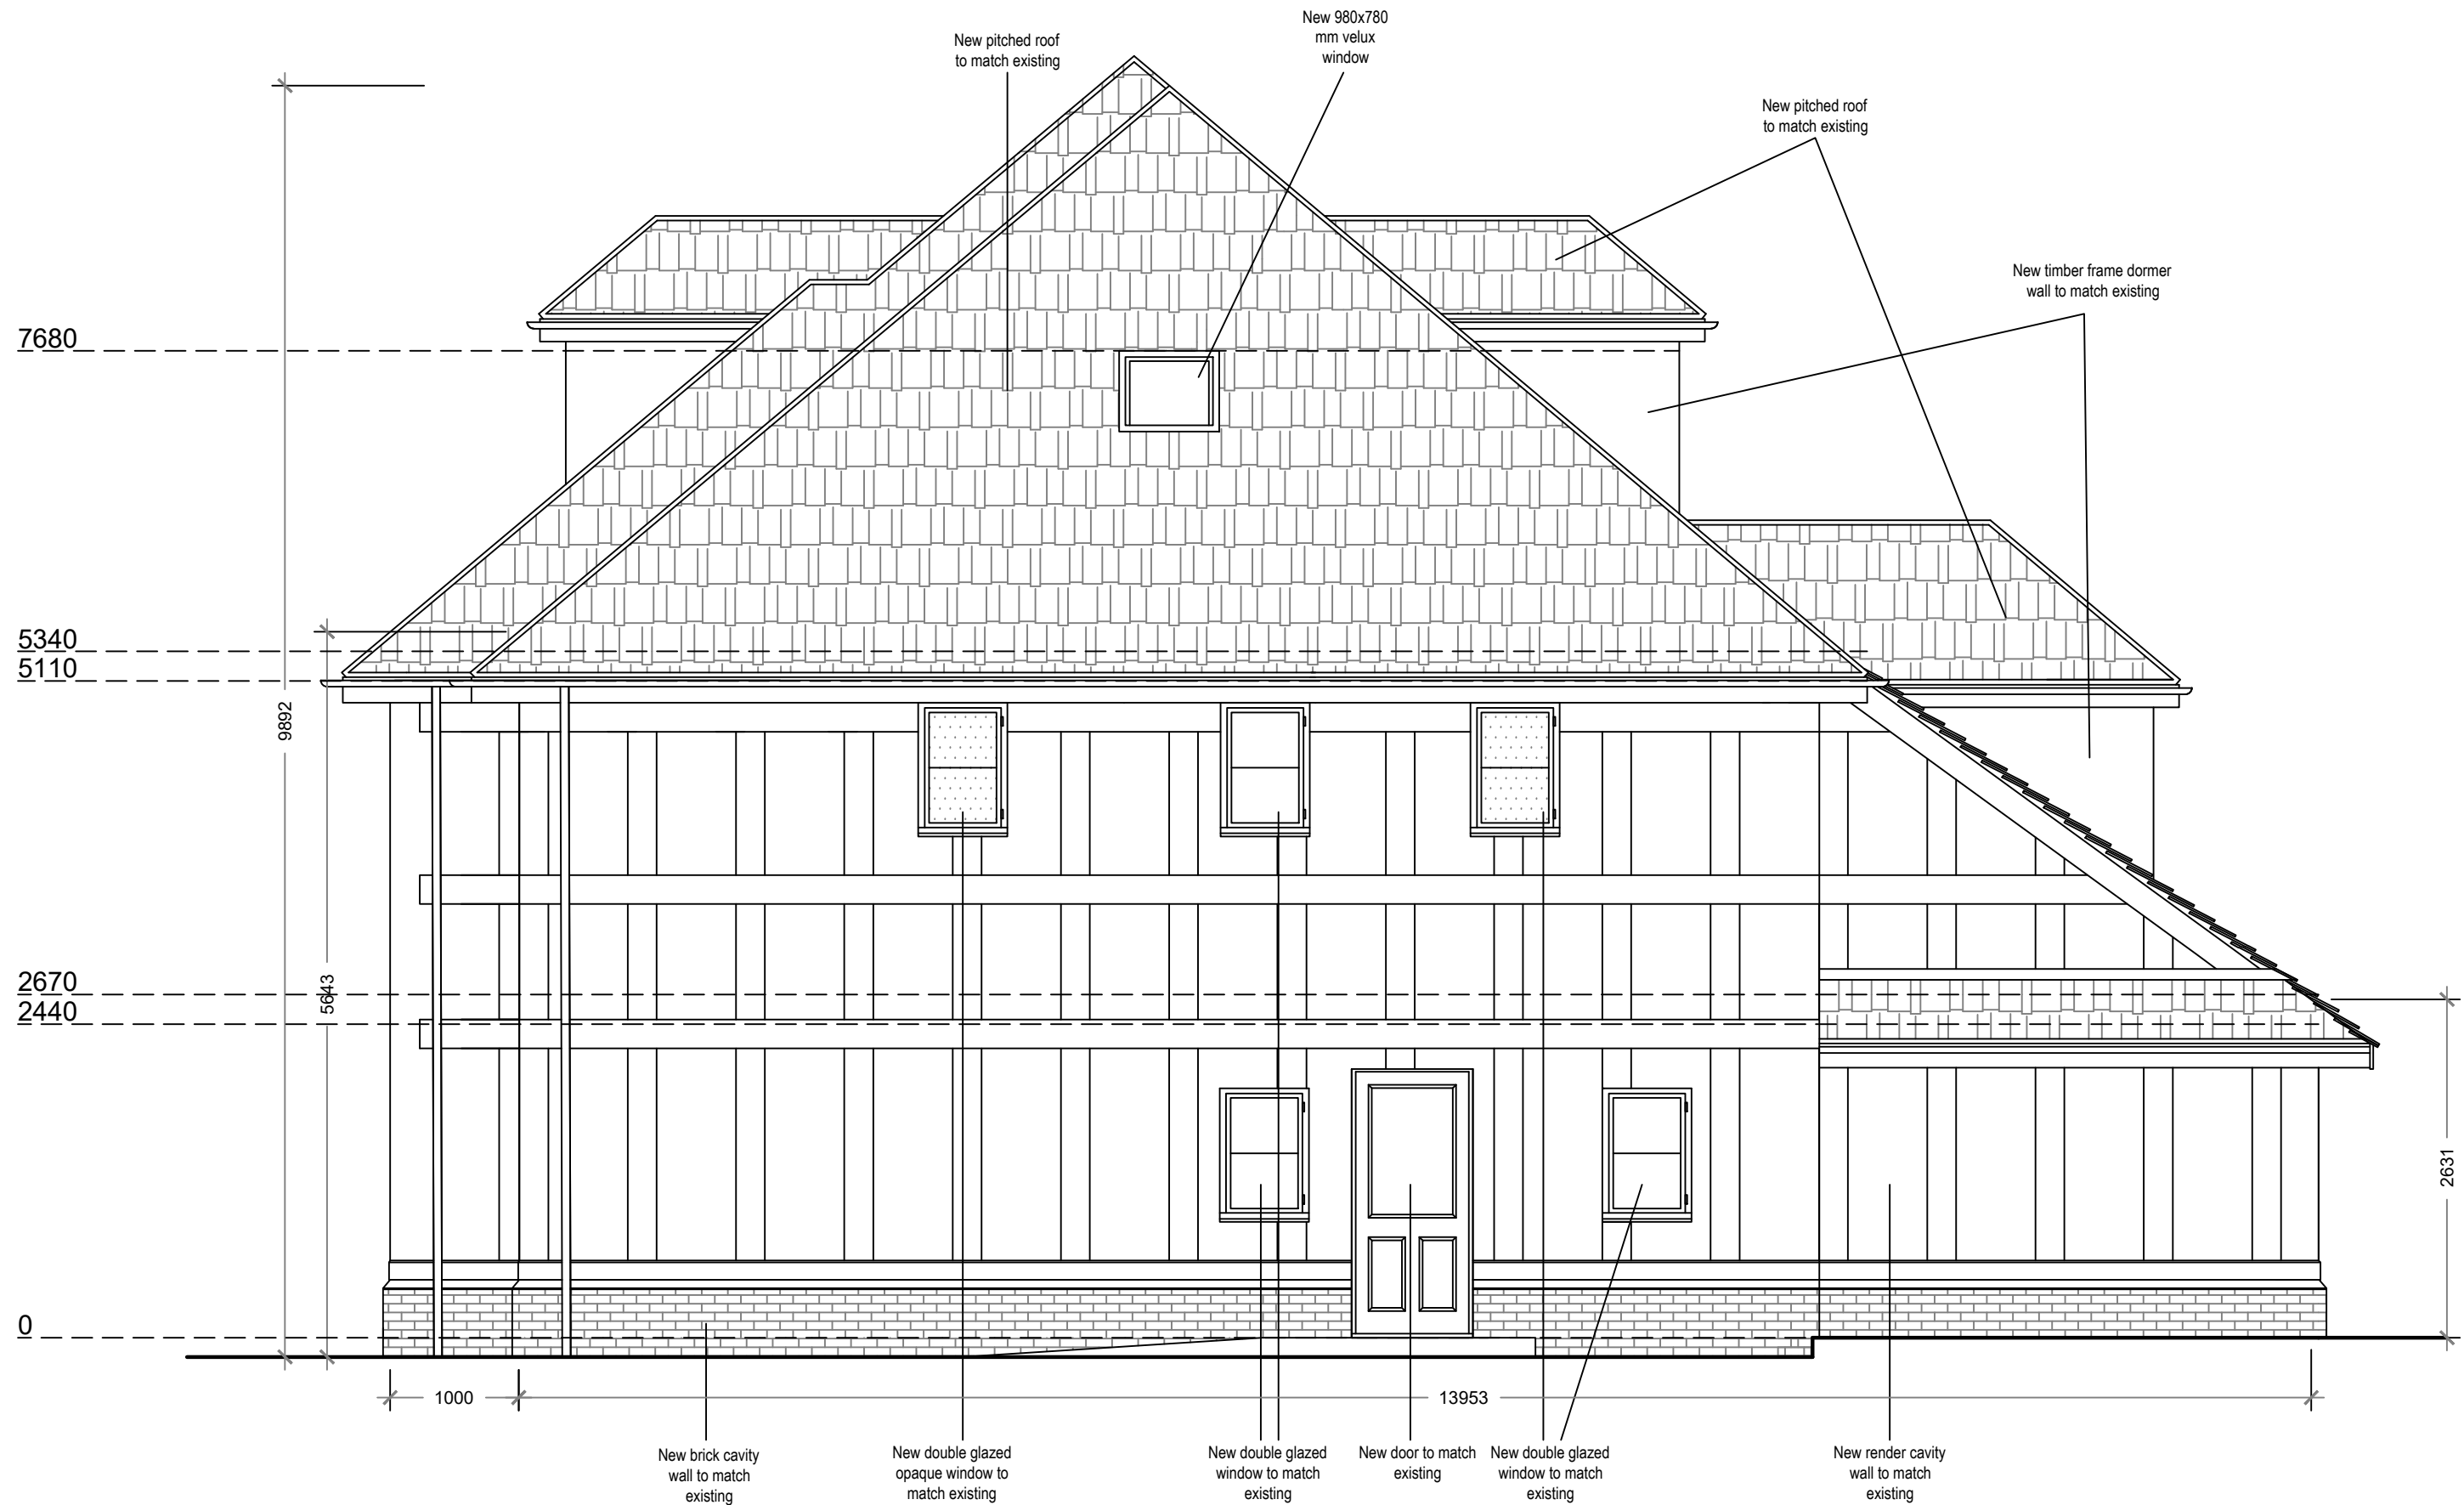 New 980x780
mm velux
window
New pitched roof
to match existing
New pitched roof
to match existing
New timber frame dormer
wall to match existing
7680
5340
5110
9892
5643
2670
2440
2631
0
1000
13953
New brick cavity
wall to match
existing
New double glazed
opaque window to
match existing
New double glazed
window to match
existing
New door to match
existing
New double glazed
window to match
existing
New render cavity
wall to match
existing